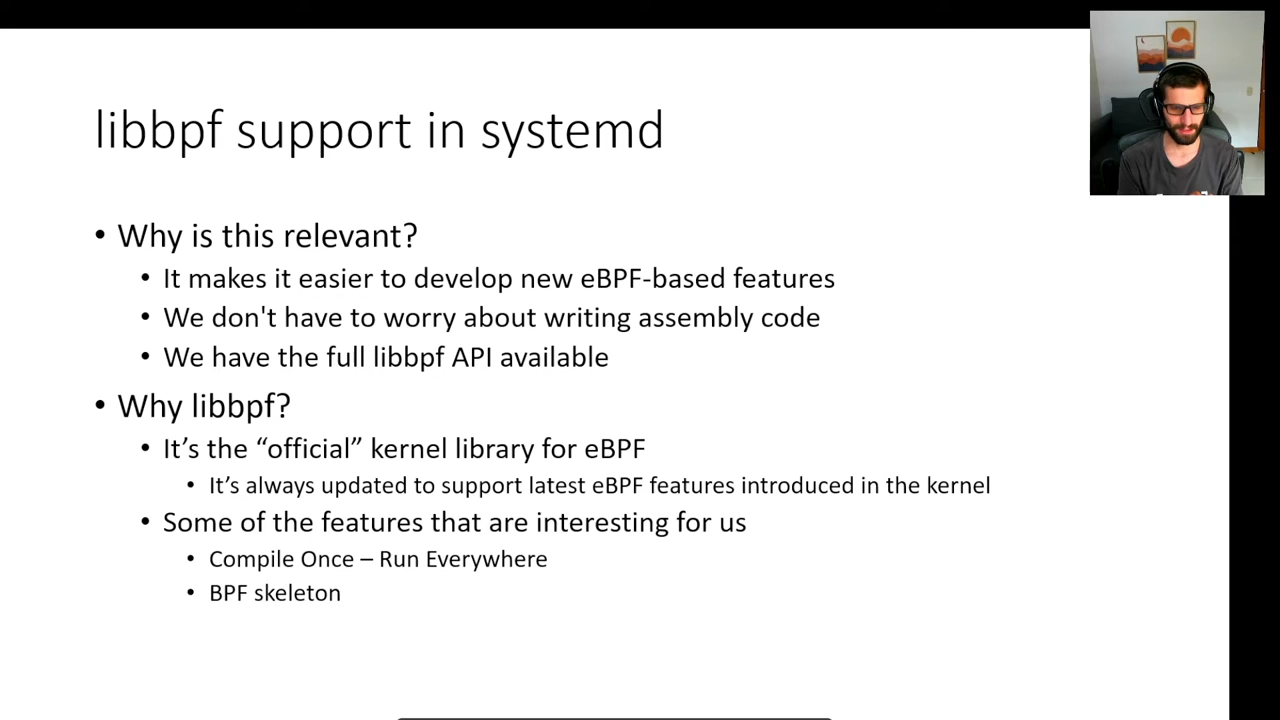 libbpf support in systemd
• Why is this relevant?
• It makes it easier to develop new eBPF-based features
• We don't have to worry about writing assembly code
• We have the full libbpf API available
• Why libbpf?
• It’s the “official” kernel library for eBPF
• It’s always updated to support latest eBPF features introduced in the kernel
• Some of the features that are interesting for us
• Compile Once – Run Everywhere
• BPF skeleton